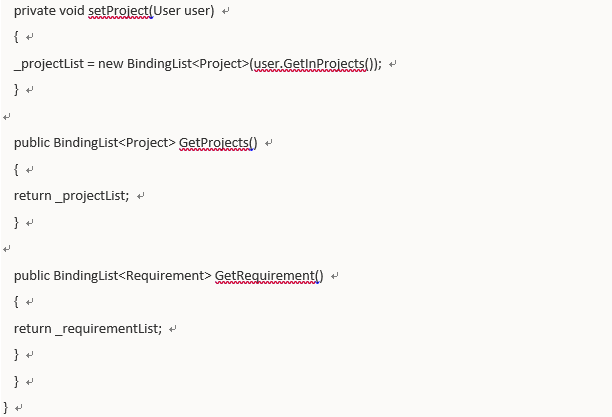 private void setProject(User user)
{
_projectList = new BindingList<Project>(user.GetInProjects());
}
public BindingList<Project> GetProjects()
{
return _projectList;
}
public BindingList<Requirement> GetRequirement()
{
return _requirementList;
}
}
}